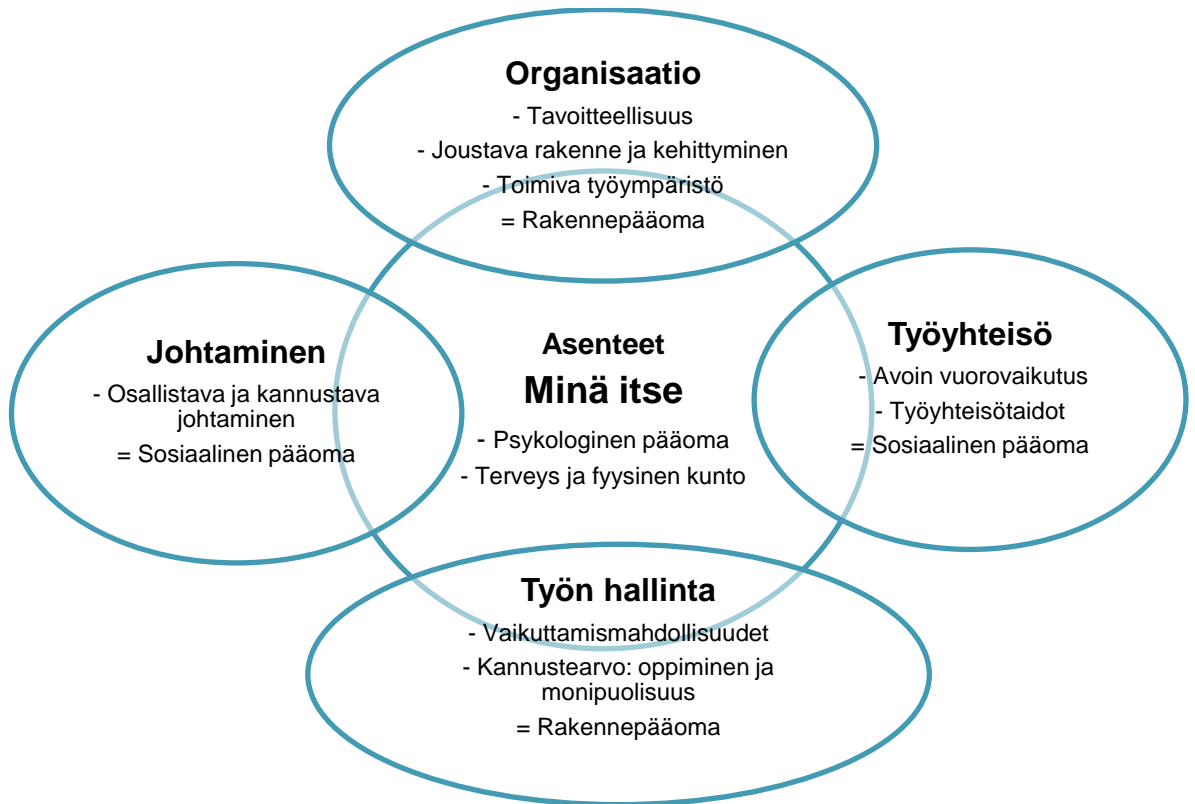 Organisaatio
- Tavoitteellisuus
- Joustava rakenne ja kehittyminen
- Toimiva työympäristö
= Rakennepääoma
Johtaminen
- Osallistava ja kannustava
johtaminen
= Sosiaalinen pääoma
Asenteet
Minä itse
- Psykologinen pääoma
- Terveys ja fyysinen kunto
Työyhteisö
- Avoin vuorovaikutus
- Työyhteisötaidot
= Sosiaalinen pääoma
Työn hallinta
- Vaikuttamismahdollisuudet
- Kannustearvo: oppiminen ja
monipuolisuus
= Rakennepääoma